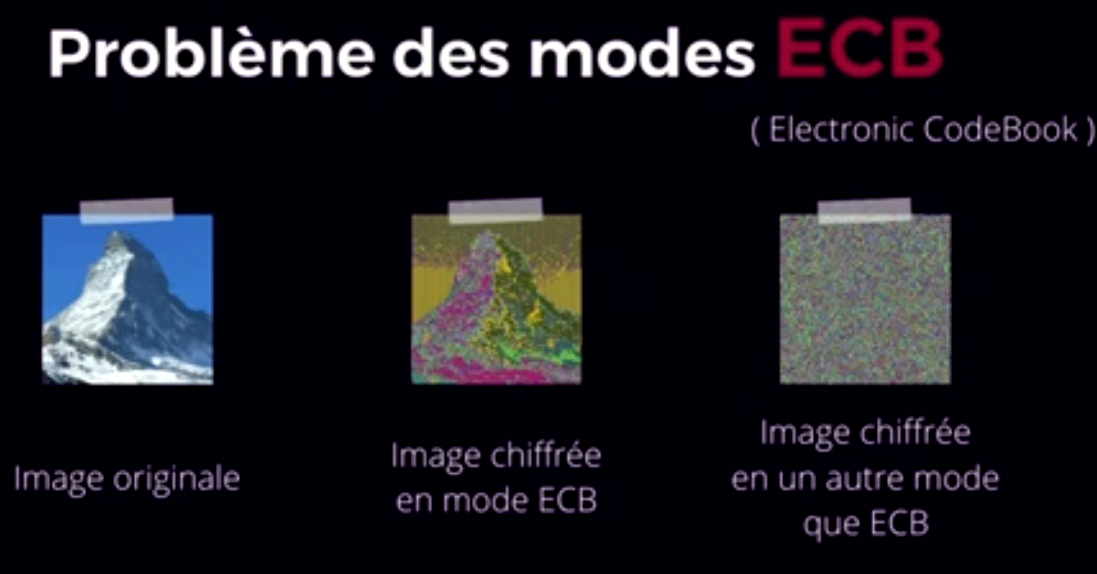 Problème des modes ECB
( Electronic CodeBook )
Image originale
Image chiffrée
en mode ECB
Image chiffrée
en un autre mode
que ECB